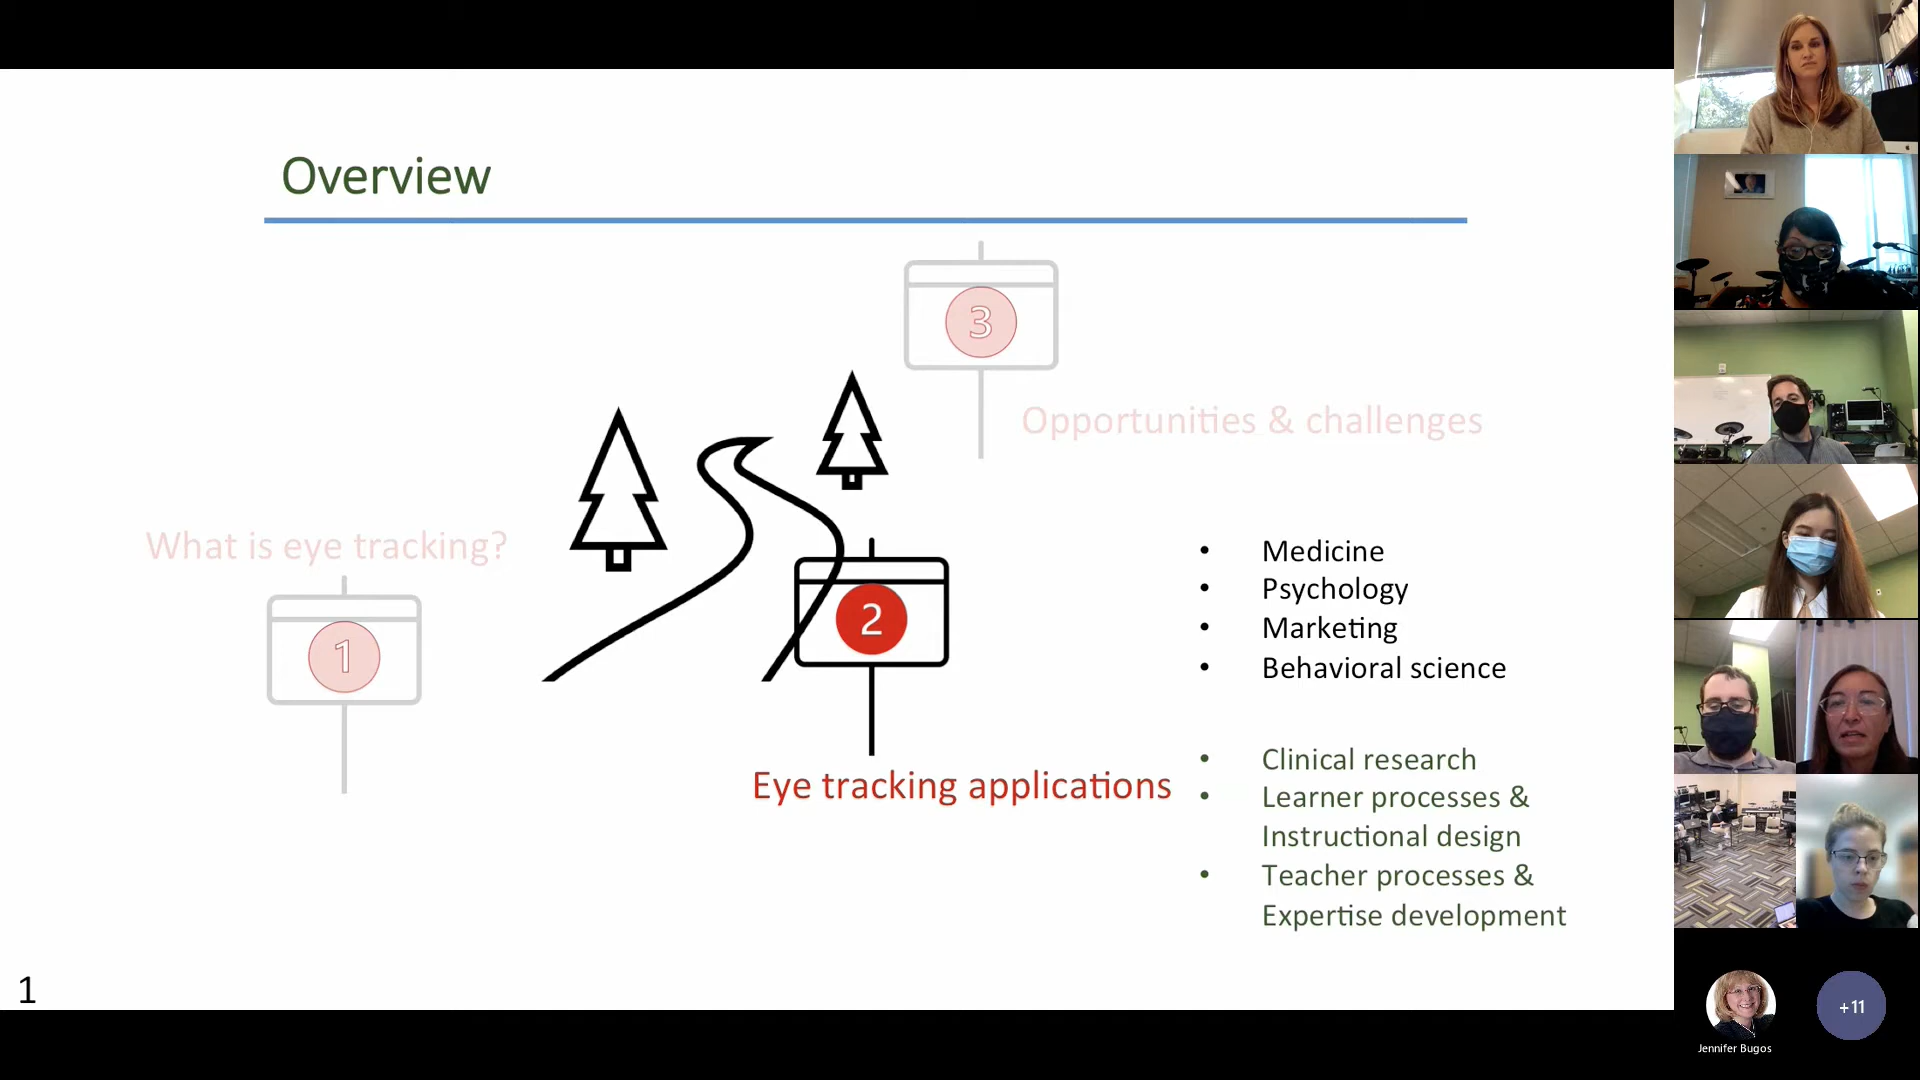 Overview
3
Opportunities & challenges
What is eye tracking?
1
2
Eye tracking applications
• Medicine
• Psychology
• Marketing
• Behavioral science
• Clinical research
• Learner processes &
Instructional design
• Teacher processes &
Expertise development
1
+11
Jennifer Bugos